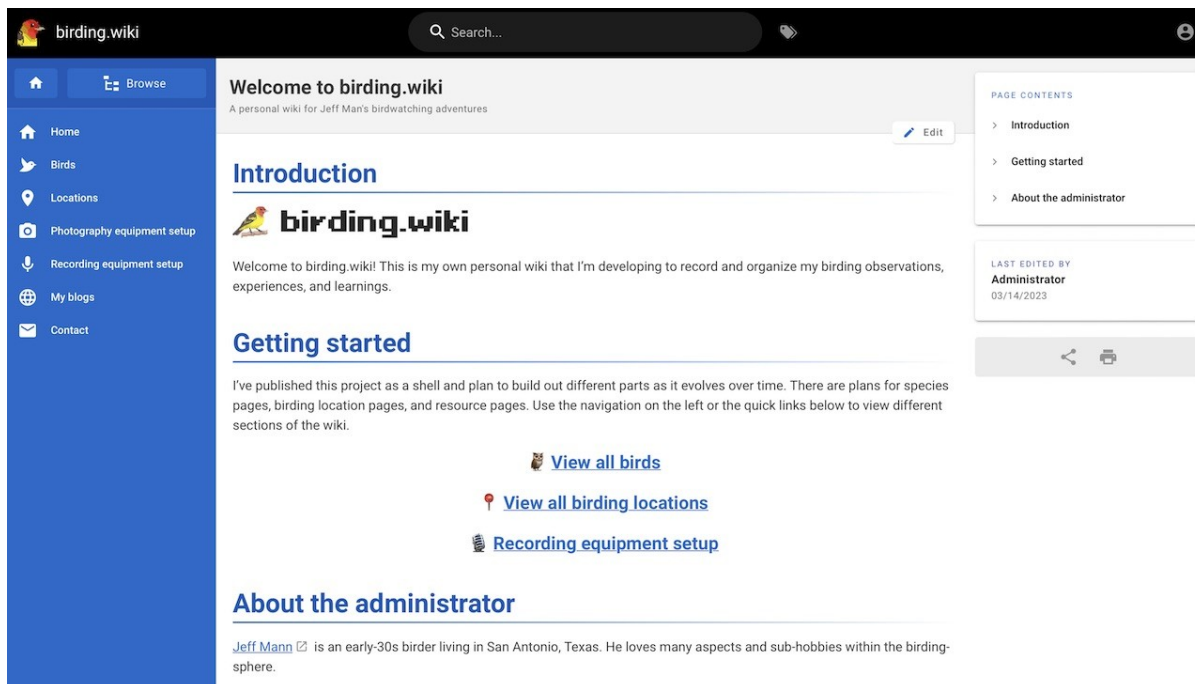 birding.wiki
Search...
Browse
Home
Birds
Locations
Photography equipment setup
Recording equipment setup
My blogs
Contact
Welcome to birding.wiki
A personal wiki for Jeff Man's birdwatching adventures
Edit
Introduction
birding.wiki
Welcome to birding.wiki! This is my own personal wiki that I'm developing to record and organize my birding observations,
experiences, and learnings.
Getting started
I've published this project as a shell and plan to build out different parts as it evolves over time. There are plans for species
pages, birding location pages, and resource pages. Use the navigation on the left or the quick links below to view different
sections of the wiki.
View all birds
View all birding locations
Recording equipment setup
About the administrator
Jeff Mann is an early-30s birder living in San Antonio, Texas. He loves many aspects and sub-hobbies within the birding-
sphere.
PAGE CONTENTS
Introduction
Getting started
About the administrator
LAST EDITED BY
Administrator
03/14/2023